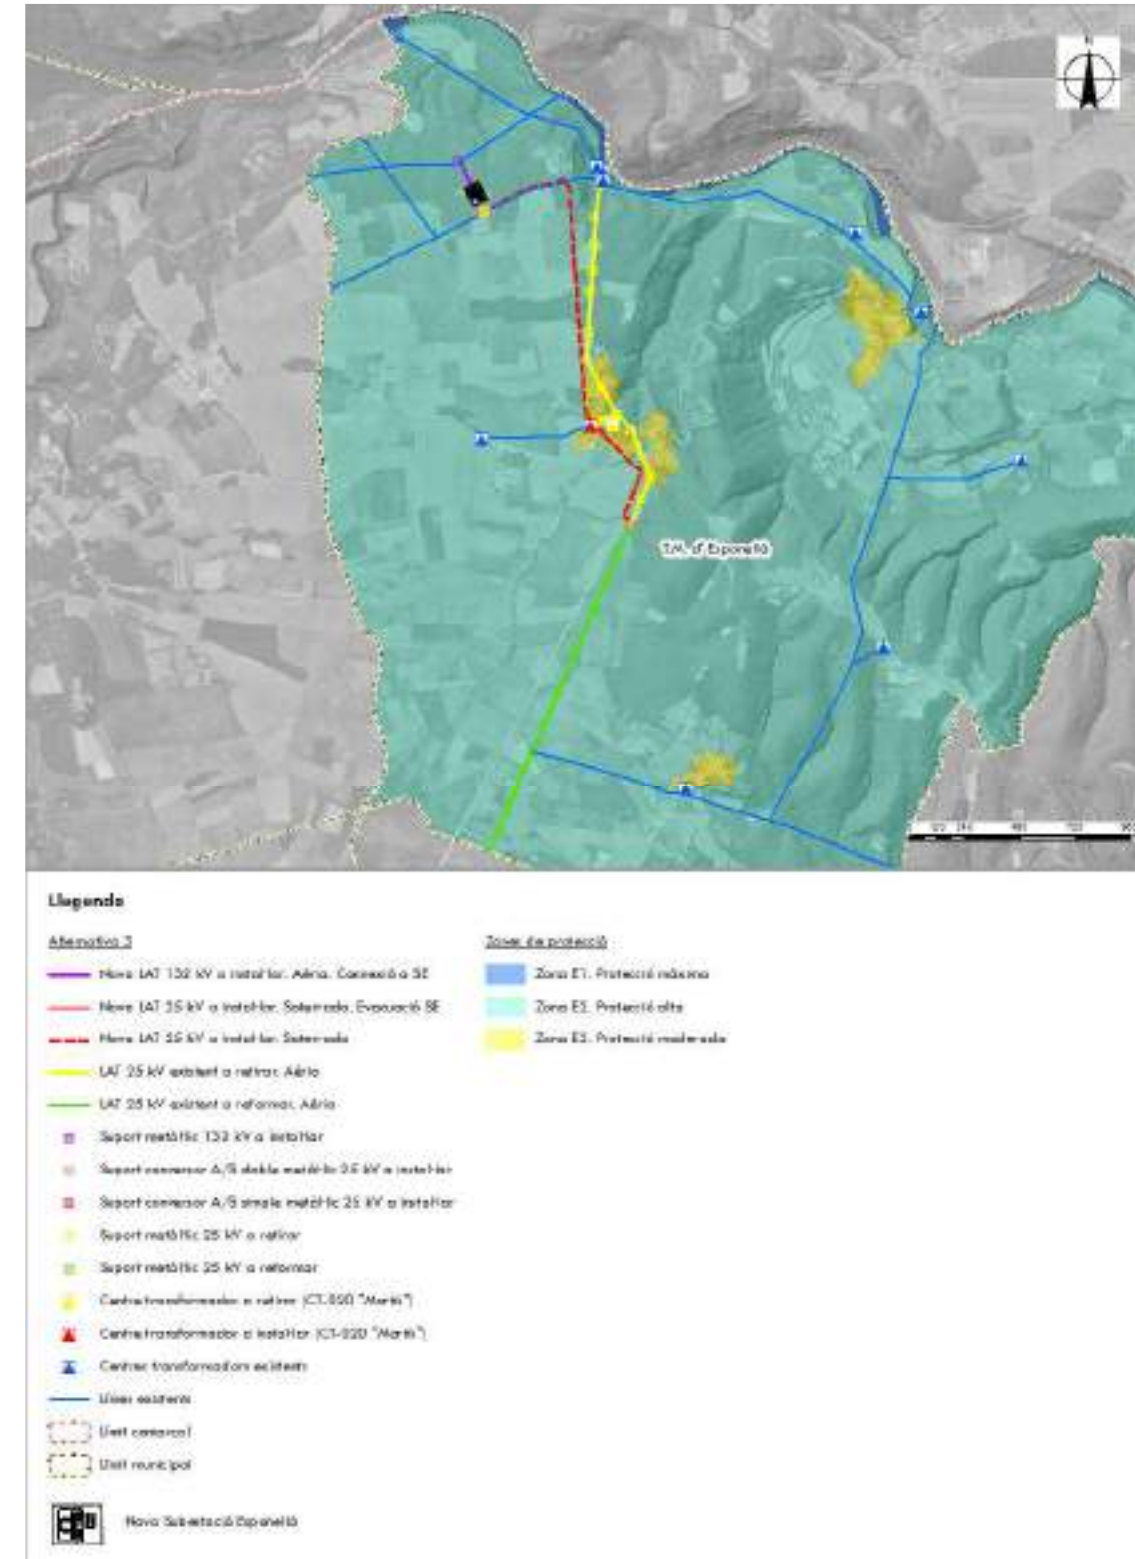 N
T.M. d'Esponellà
Llegenda
Alternativa 3
Nova LAT 132 kV a instal·lar. Aèria. Connexió a SE
Nova LAT 25 kV a instal·lar. Soterrada. Evacuació SE
Nova LAT 25 kV a instal·lar. Soterrada
LAT 25 kV existent a retirar. Aèria
LAT 25 kV existent a reformar. Aèria
Suport metàl·lic 132 kV a instal·lar
Suport conversor A/S doble metàl·lic 25 kV a instal·lar
Suport conversor A/S simple metàl·lic 25 kV a instal·lar
Suport metàl·lic 25 kV a retirar
Suport metàl·lic 25 kV a reformar
Centre transformador a retirar (CT-020 "Martís")
Centre transformador a instal·lar (CT-020 "Martís")
Centres transformadors existents
Línies existents
Límit comarcal
Límit municipal
Nova Subestació Esponellà
Zones de protecció
Zona E1. Protecció màxima
Zona E2. Protecció alta
Zona E3. Protecció moderada